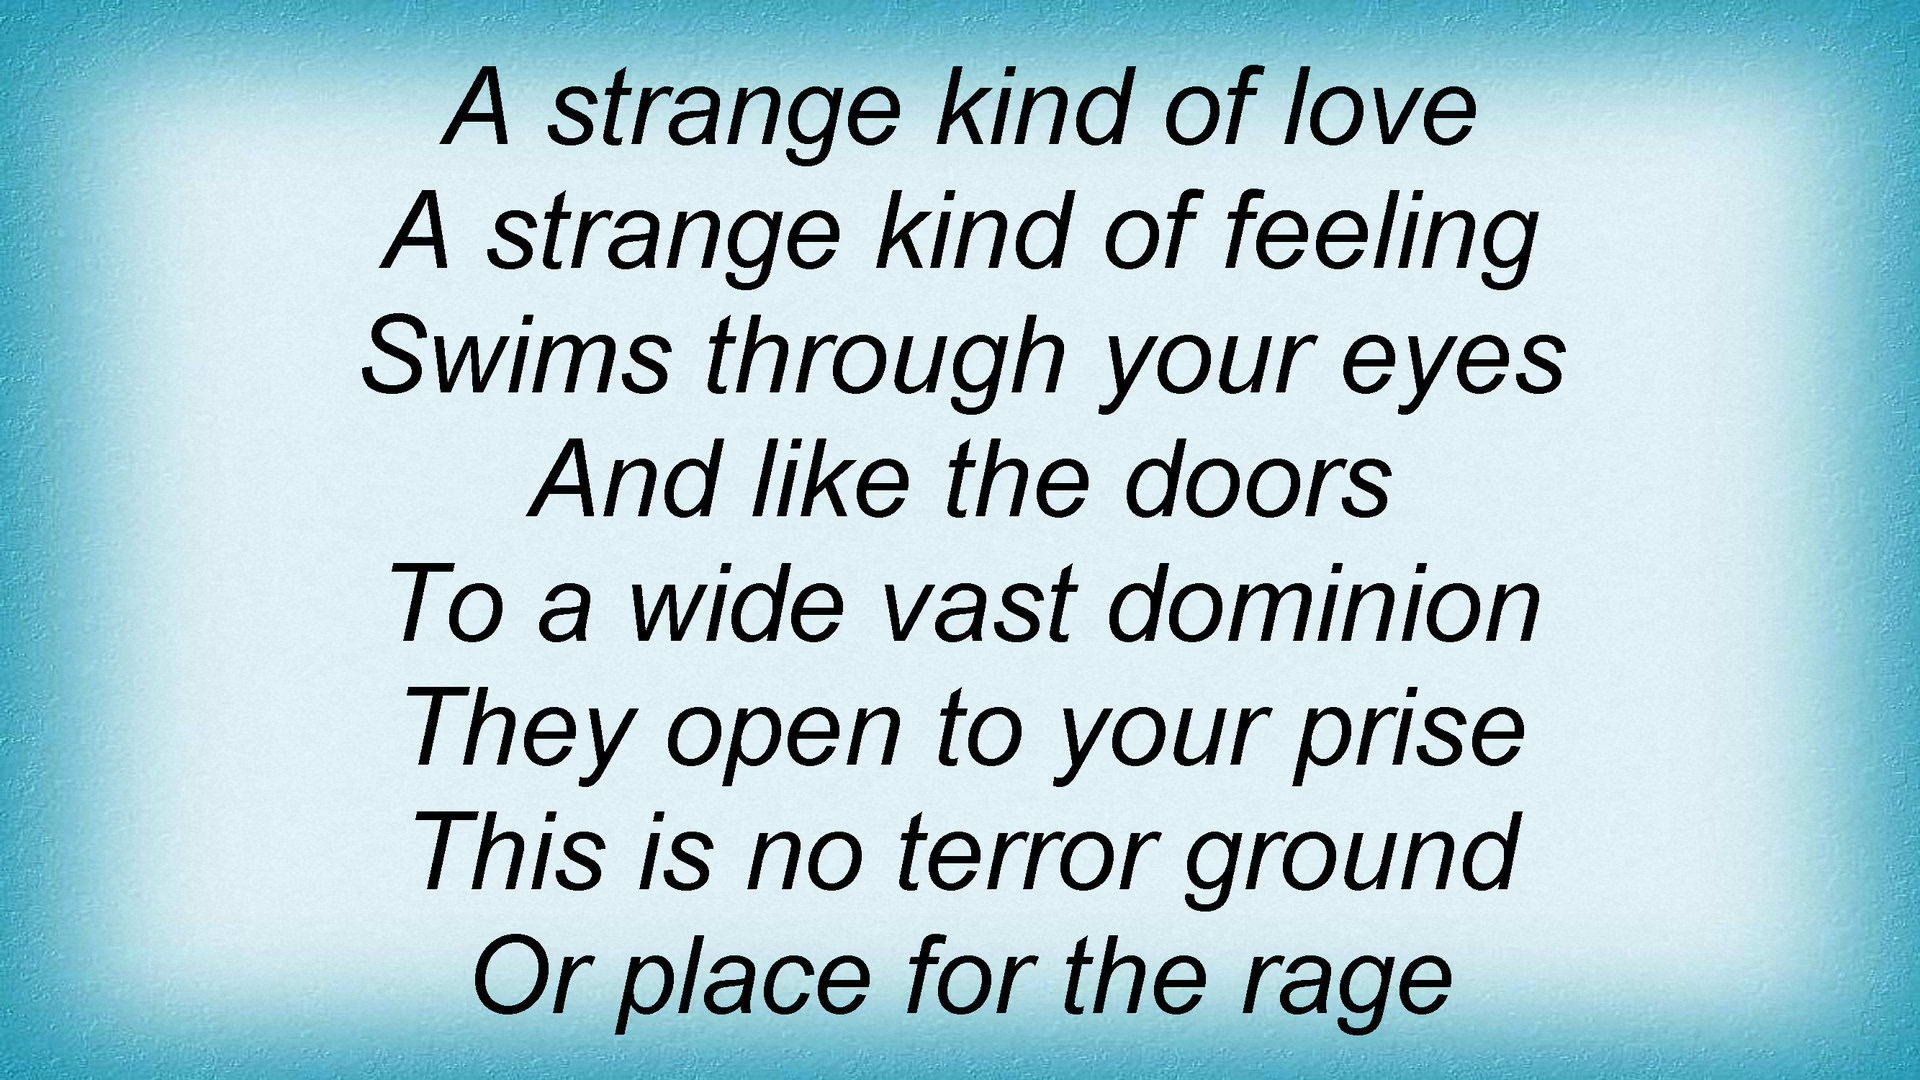 A strange kind of love
A strange kind of feeling
Swims through your eyes
And like the doors
To a wide vast dominion
They open to your prise
This is no terror ground
Or place for the rage